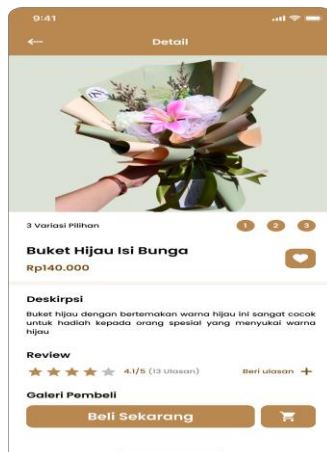 9:41
Detail
3 Variasi Pilihan
1 2 3
Buket Hijau Isi Bunga
Rp140.000
Deskirpsi
Buket hijau dengan bertemakan warna hijau ini sangat cocok
untuk hadiah kepada orang spesial yang menyukai warna
hijau
Review
4.1/5 (13 Ulasan)
Beri ulasan +
Galeri Pembeli
Beli Sekarang